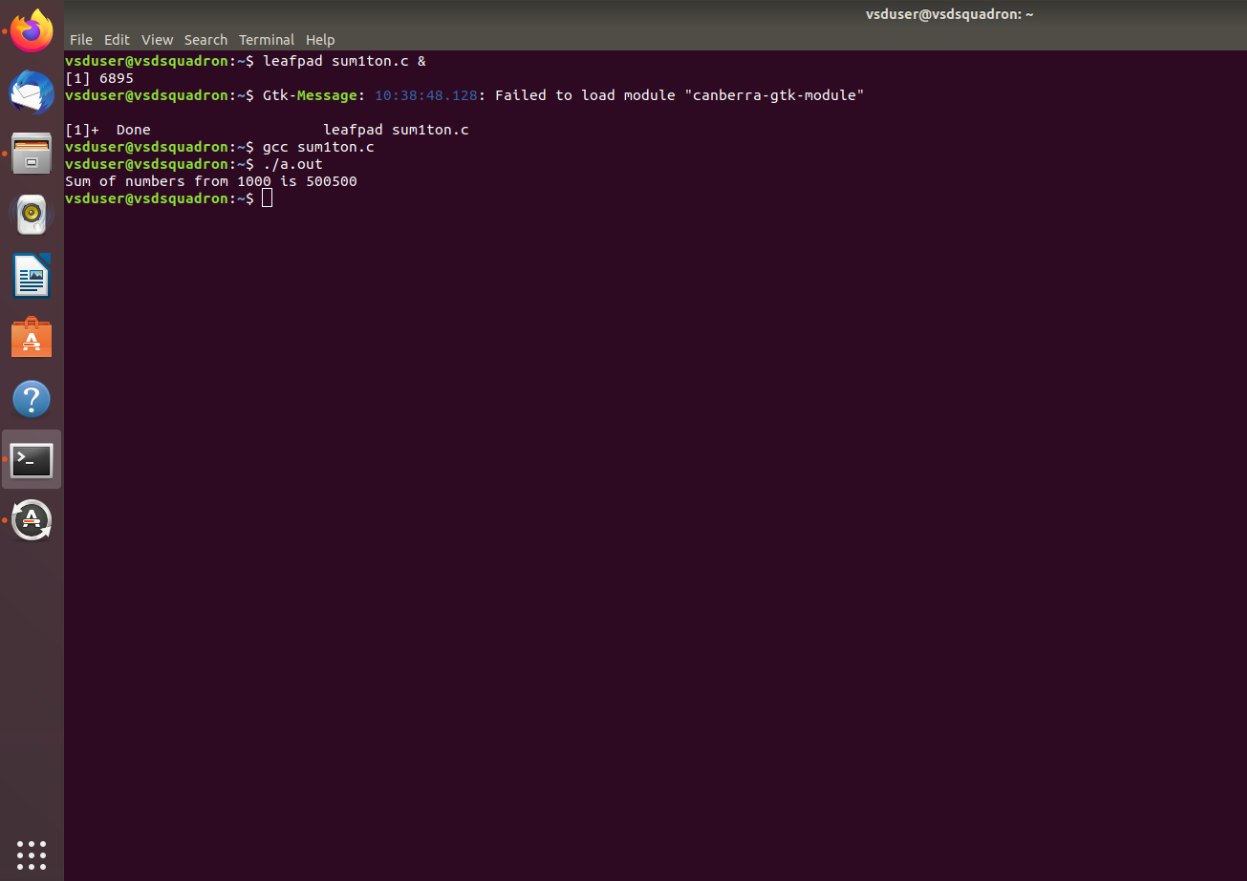 vsduser@vsdsquadron: ~
File Edit View Search Terminal Help
vsduser@vsdsquadron:~$ leafpad sum1ton.c &
[1] 6895
vsduser@vsdsquadron:~$ Gtk-Message: 10:38:48.128: Failed to load module "canberra-gtk-module"
[1]+  Done                    leafpad sum1ton.c
vsduser@vsdsquadron:~$ gcc sum1ton.c
vsduser@vsdsquadron:~$ ./a.out
Sum of numbers from 1000 is 500500
vsduser@vsdsquadron:~$